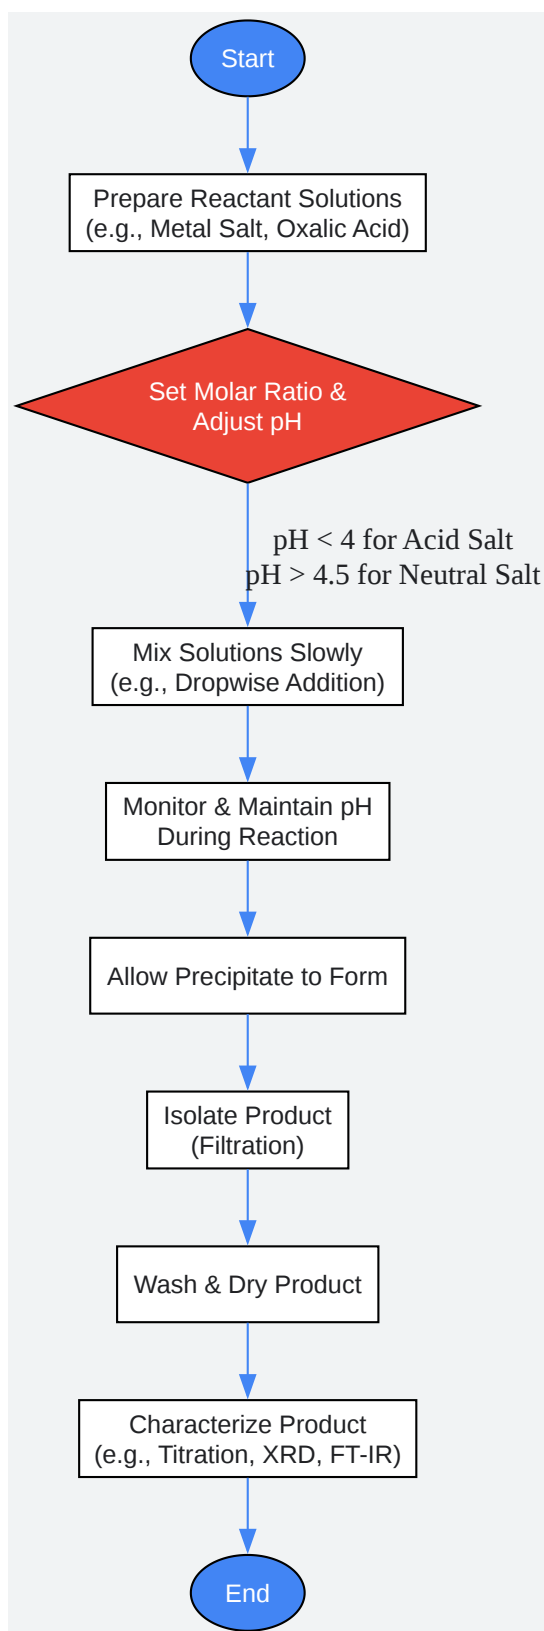 Start
Prepare Reactant Solutions
(e.g., Metal Salt, Oxalic Acid)
Set Molar Ratio &
Adjust pH
pH < 4 for Acid Salt
pH > 4.5 for Neutral Salt
Mix Solutions Slowly
(e.g., Dropwise Addition)
Monitor & Maintain pH
During Reaction
Allow Precipitate to Form
Isolate Product
(Filtration)
Wash & Dry Product
Characterize Product
(e.g., Titration, XRD, FT-IR)
End